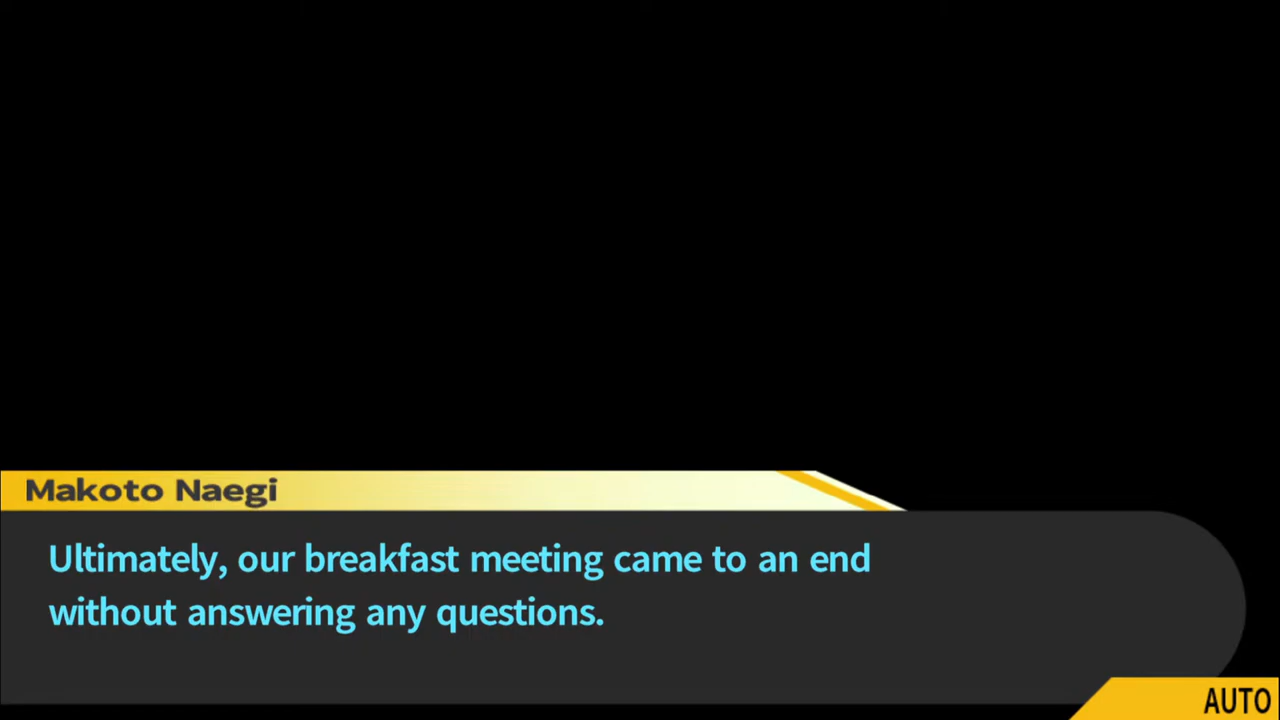 Makoto Naegi
Ultimately, our breakfast meeting came to an end
without answering any questions.
AUTO